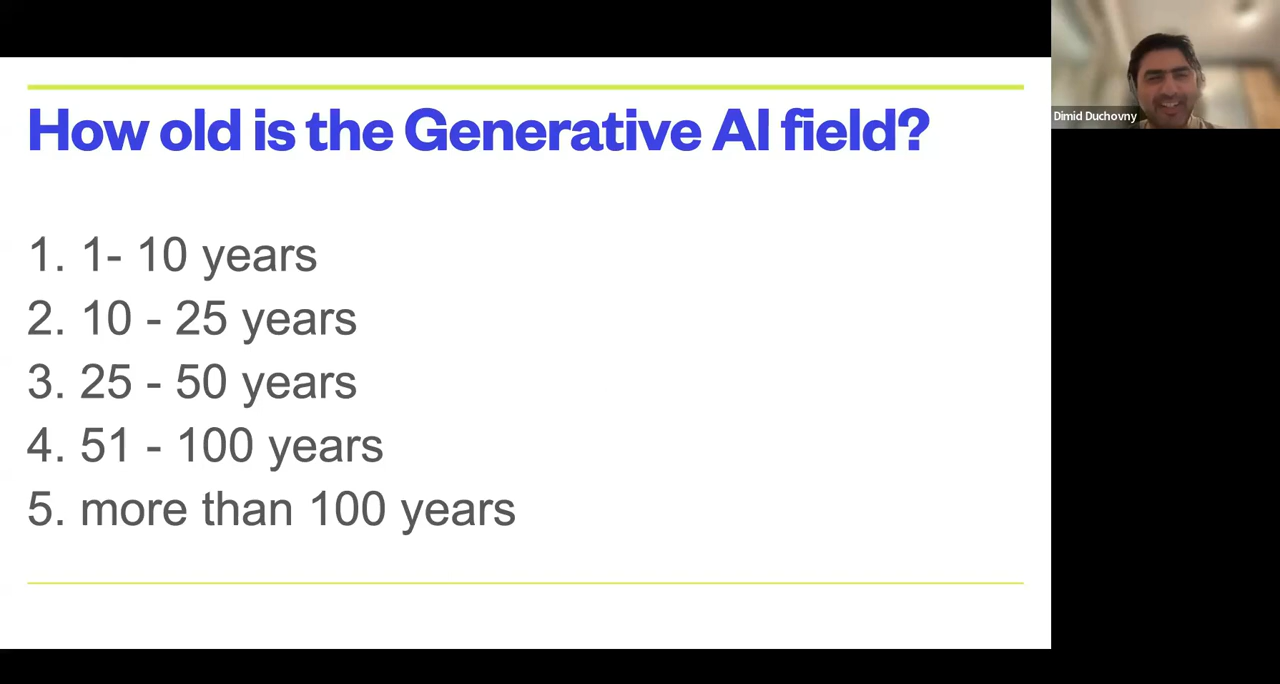 How old is the Generative AI field?
1. 1- 10 years
2. 10 - 25 years
3. 25 - 50 years
4. 51 - 100 years
5. more than 100 years
Dimid Duchovny